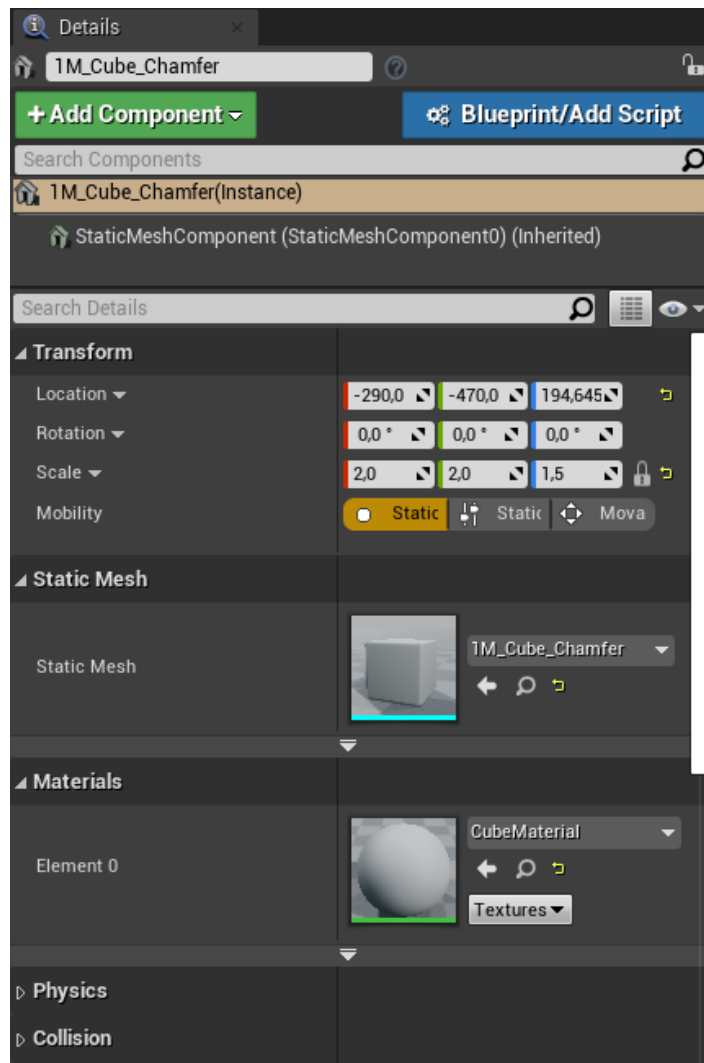 Details
1M_Cube_Chamfer
+Add Component Blueprint/Add Script
Search Components
1M_Cube_Chamfer(Instance)
StaticMeshComponent (StaticMeshComponent0) (Inherited)
Search Details
Transform
Location -290,0 -470,0 194,645
Rotation 0,0 ° 0,0 ° 0,0 °
Scale 2,0 2,0 1,5
Mobility Static Static Mova
Static Mesh
1M_Cube_Chamfer
Static Mesh
Materials
CubeMaterial
Element 0
Textures
Physics
Collision